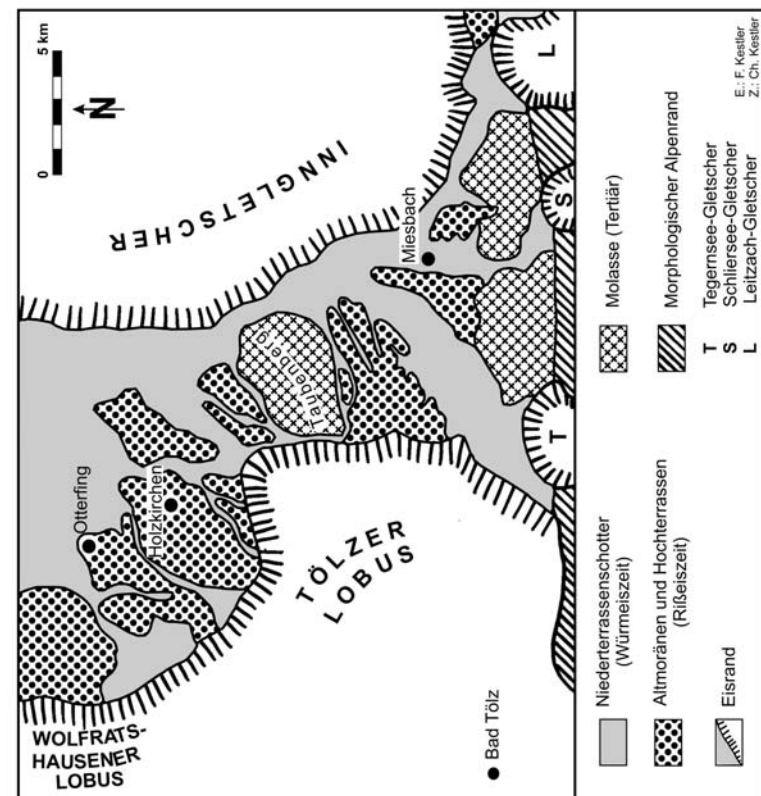 5 km
0
N
INNGLETSCHER
Otterfing
Holzkirchen
Taubenberg
Miesbach
WOLFRATS-
HAUSENER
LOBUS
TÖLZER
LOBUS
Bad Tölz
T
S
L
Niederterrassenschotter
(Würmeiszeit)
Altmoränen und Hochterrassen
(Rißeiszeit)
Eisrand
Molasse (Tertiär)
Morphologischer Alpenrand
T Tegernsee-Gletscher
S Schliersee-Gletscher
L Leitzach-Gletscher
E.: F. Kestler
Z.: Ch. Kestler